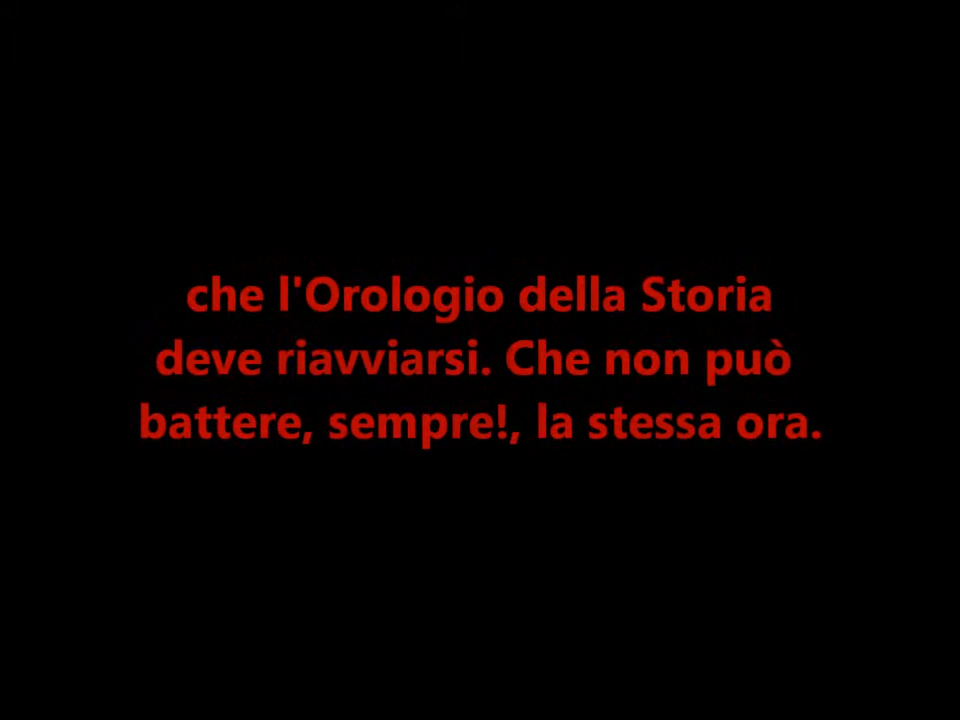 che l'Orologio della Storia
deve riavviarsi. Che non può
battere, sempre!, la stessa ora.